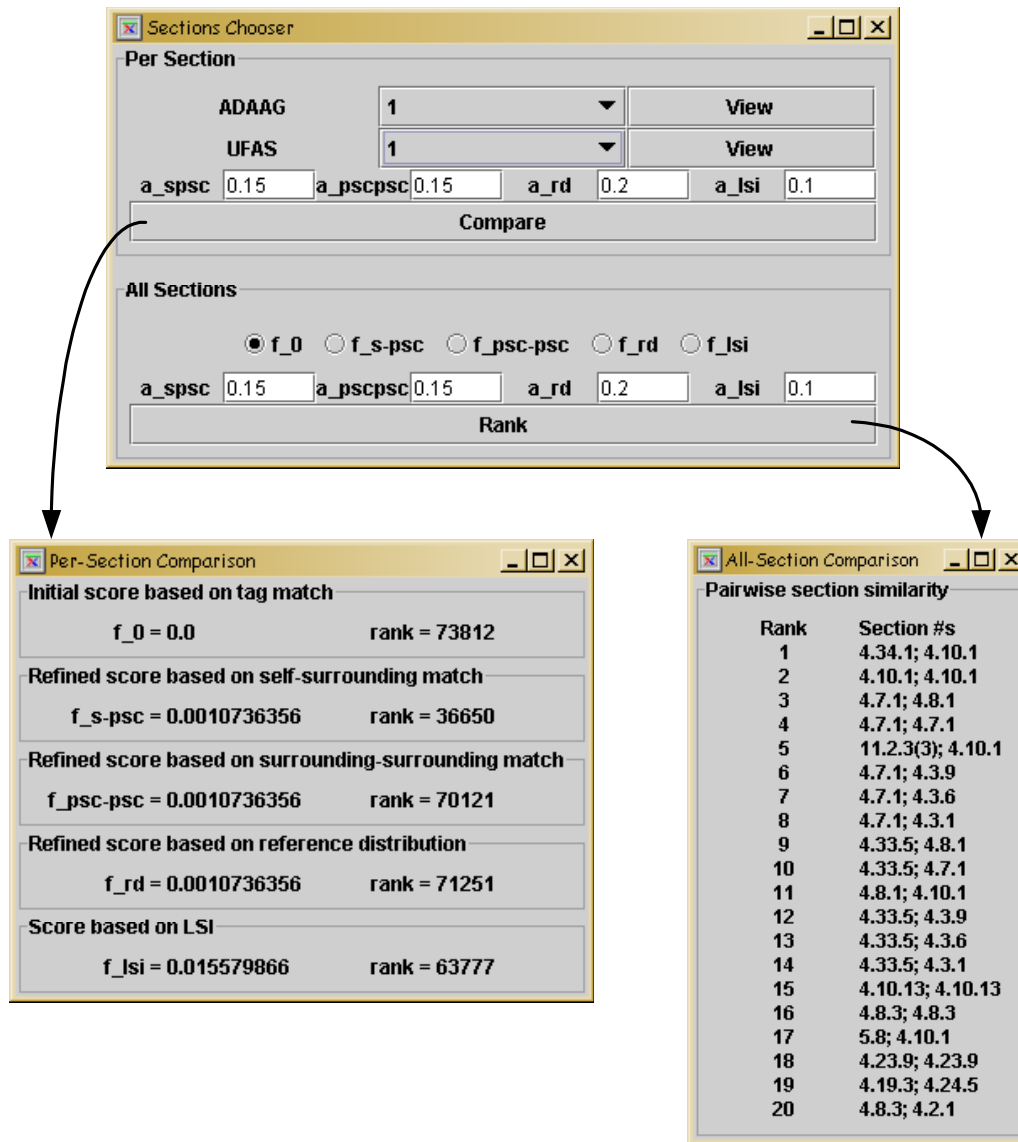 Sections Chooser
Per Section
ADAAG 1 View
UFAS 1 View
a_spsc 0.15 a_pscpsc 0.15 a_rd 0.2 a_lsi 0.1
Compare
All Sections
f_0 f_s-psc f_psc-psc f_rd f_lsi
a_spsc 0.15 a_pscpsc 0.15 a_rd 0.2 a_lsi 0.1
Rank
Per-Section Comparison
Initial score based on tag match
f_0 = 0.0 rank = 73812
Refined score based on self-surrounding match
f_s-psc = 0.0010736356 rank = 36650
Refined score based on surrounding-surrounding match
f_psc-psc = 0.0010736356 rank = 70121
Refined score based on reference distribution
f_rd = 0.0010736356 rank = 71251
Score based on LSI
f_lsi = 0.015579866 rank = 63777
All-Section Comparison
Pairwise section similarity
Rank Section #s
1 4.34.1; 4.10.1
2 4.10.1; 4.10.1
3 4.7.1; 4.8.1
4 4.7.1; 4.7.1
5 11.2.3(3); 4.10.1
6 4.7.1; 4.3.9
7 4.7.1; 4.3.6
8 4.7.1; 4.3.1
9 4.33.5; 4.8.1
10 4.33.5; 4.7.1
11 4.8.1; 4.10.1
12 4.33.5; 4.3.9
13 4.33.5; 4.3.6
14 4.33.5; 4.3.1
15 4.10.13; 4.10.13
16 4.8.3; 4.8.3
17 5.8; 4.10.1
18 4.23.9; 4.23.9
19 4.19.3; 4.24.5
20 4.8.3; 4.2.1